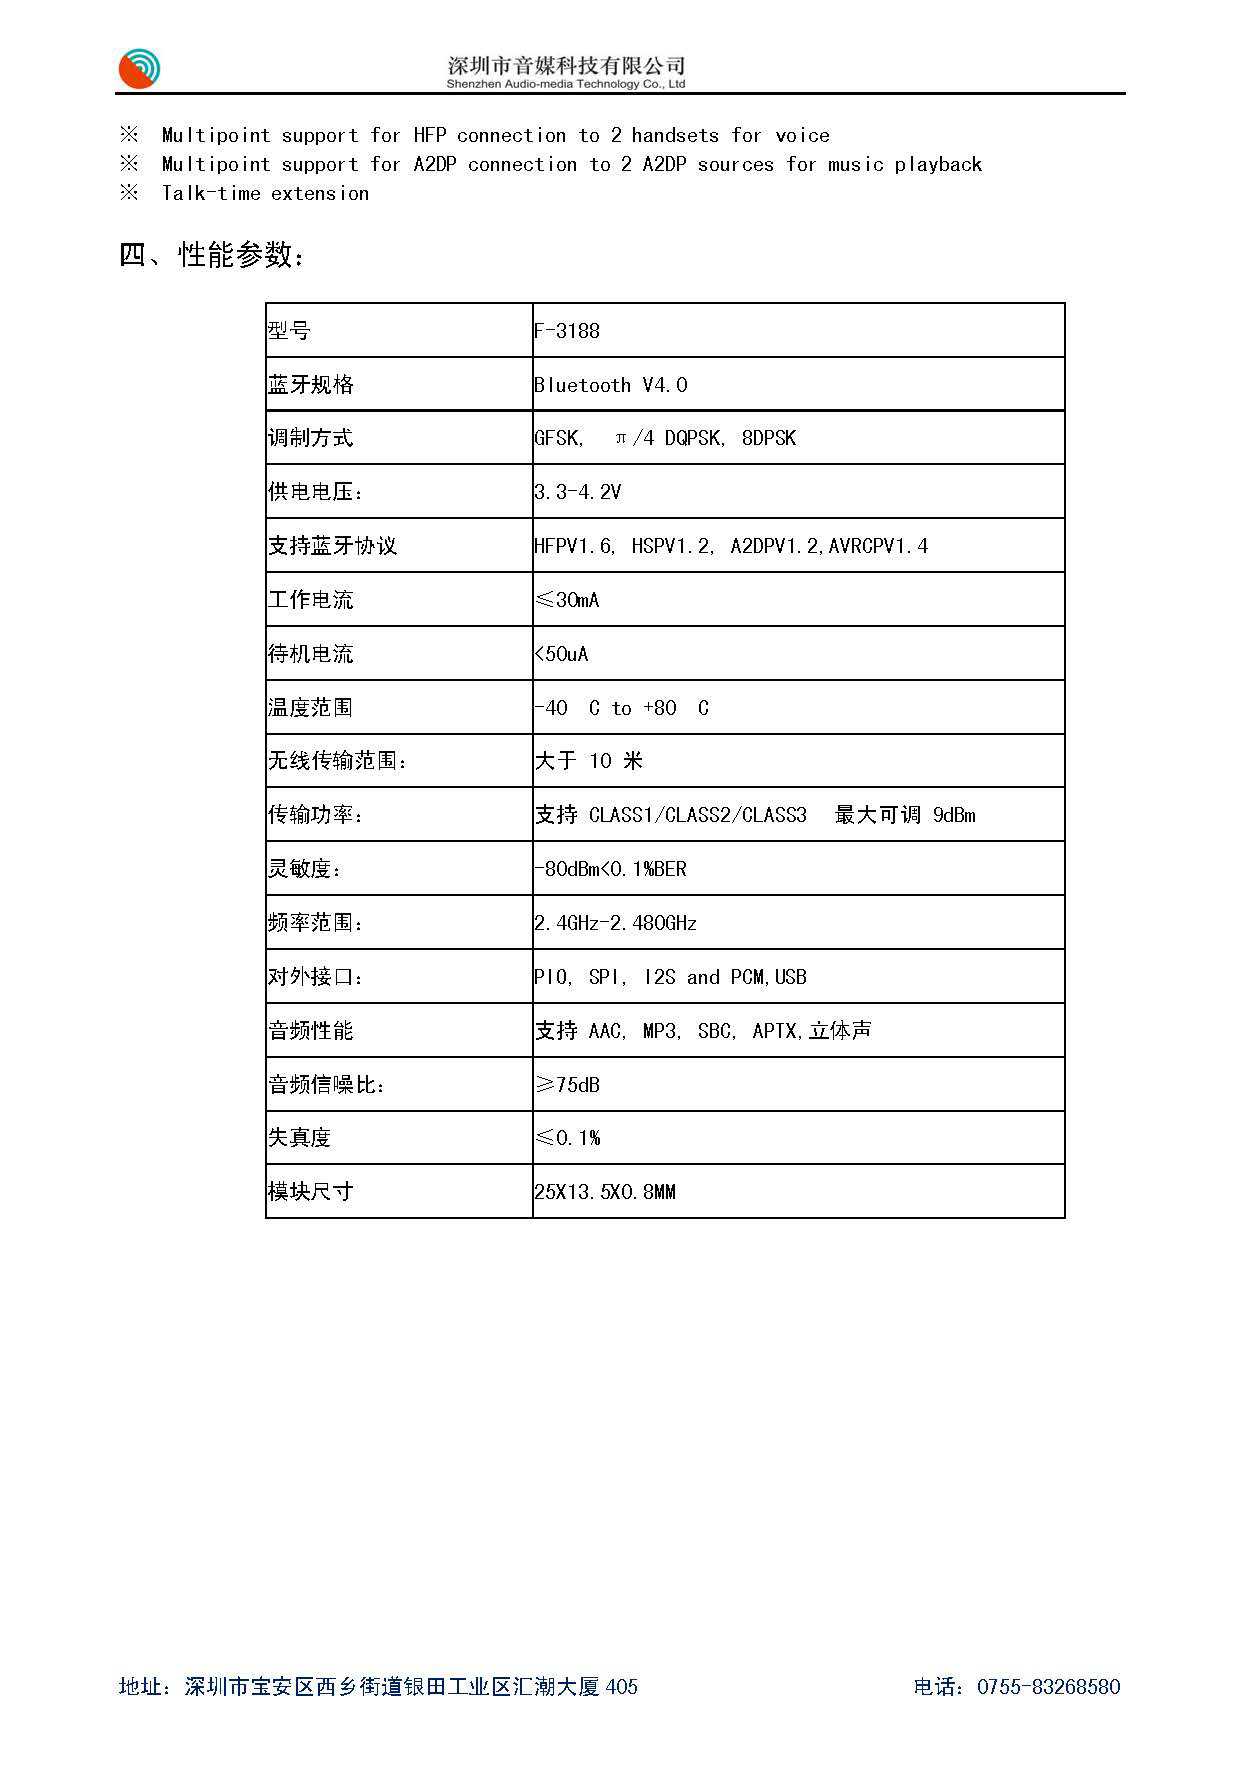 深圳市音媒科技有限公司
Shenzhen Audio-media Technology Co., Ltd
※ Multipoint support for HFP connection to 2 handsets for voice
※ Multipoint support for A2DP connection to 2 A2DP sources for music playback
※ Talk-time extension
四、性能参数：
型号 F-3188
蓝牙规格 Bluetooth V4.0
调制方式 GFSK, π/4 DQPSK, 8DPSK
供电电压： 3.3-4.2V
支持蓝牙协议 HFPV1.6, HSPV1.2, A2DPV1.2,AVRCPV1.4
工作电流 ≤30mA
待机电流 <50uA
温度范围 -40 C to +80 C
无线传输范围： 大于 10 米
传输功率： 支持 CLASS1/CLASS2/CLASS3 最大可调 9dBm
灵敏度： -80dBm<0.1%BER
频率范围： 2.4GHz-2.480GHz
对外接口： PIO, SPI, I2S and PCM,USB
音频性能 支持 AAC, MP3, SBC, APTX,立体声
音频信噪比： ≥75dB
失真度 ≤0.1%
模块尺寸 25X13.5X0.8MM
地址：深圳市宝安区西乡街道银田工业区汇潮大厦 405 电话：0755-83268580